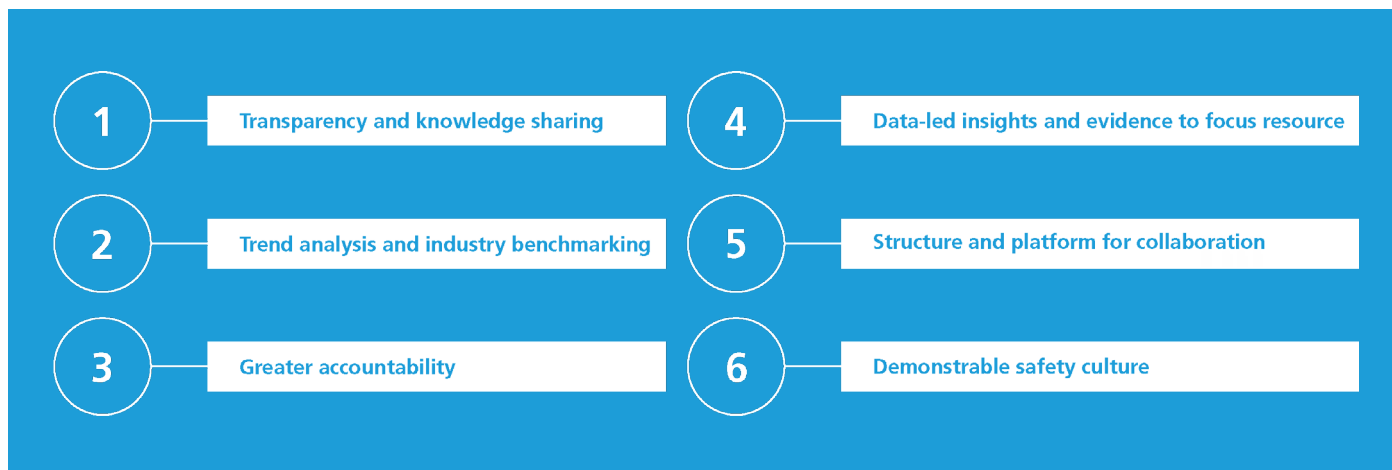 1
Transparency and knowledge sharing
2
Trend analysis and industry benchmarking
3
Greater accountability
4
Data-led insights and evidence to focus resource
5
Structure and platform for collaboration
6
Demonstrable safety culture